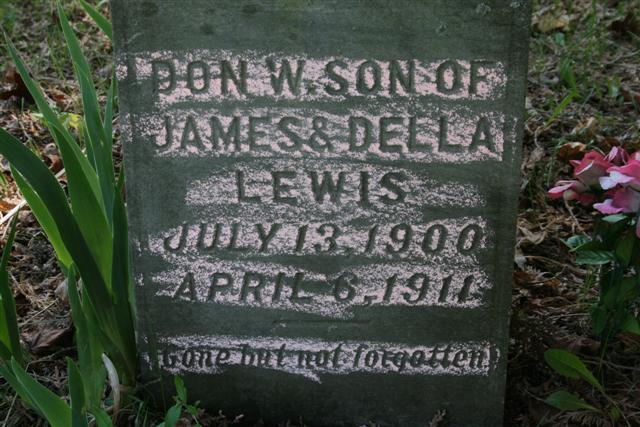 DON W. SON OF
JAMES & DELLA
LEWIS
JULY 13, 1900
APRIL 6, 1911
Gone but not forgotten